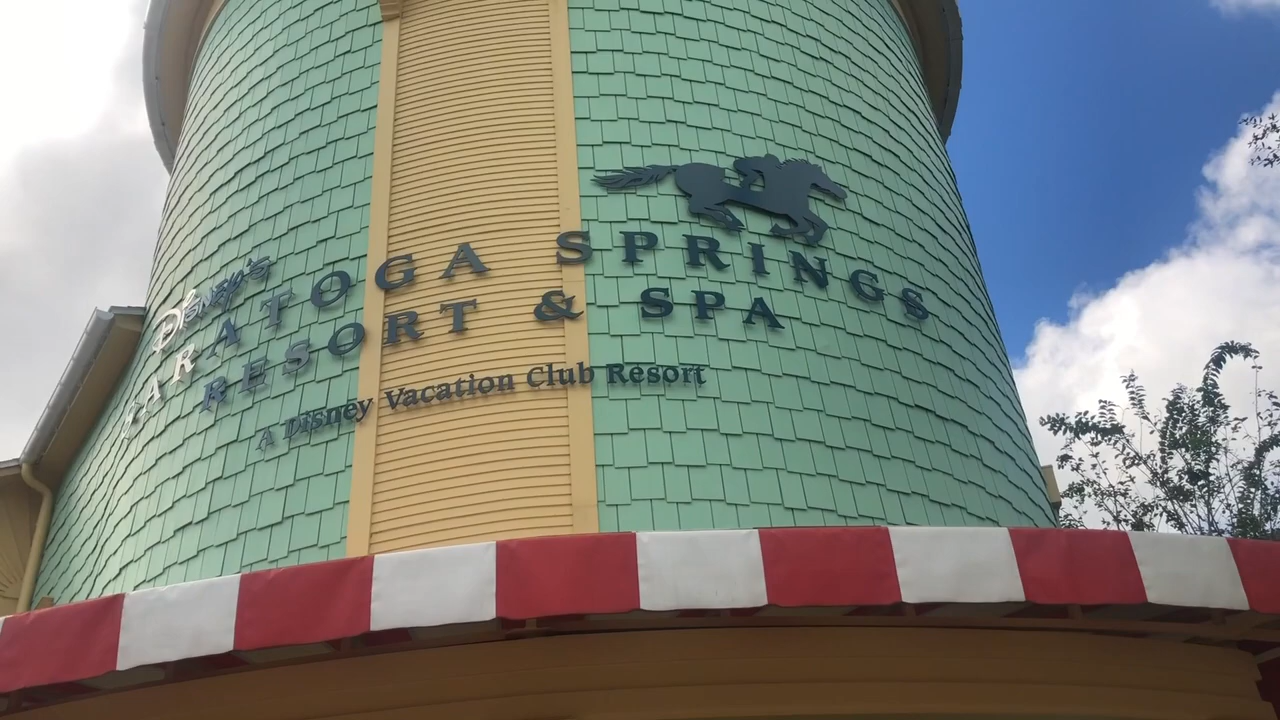 Disney's
SARATOGA SPRINGS
RESORT & SPA
A Disney Vacation Club Resort